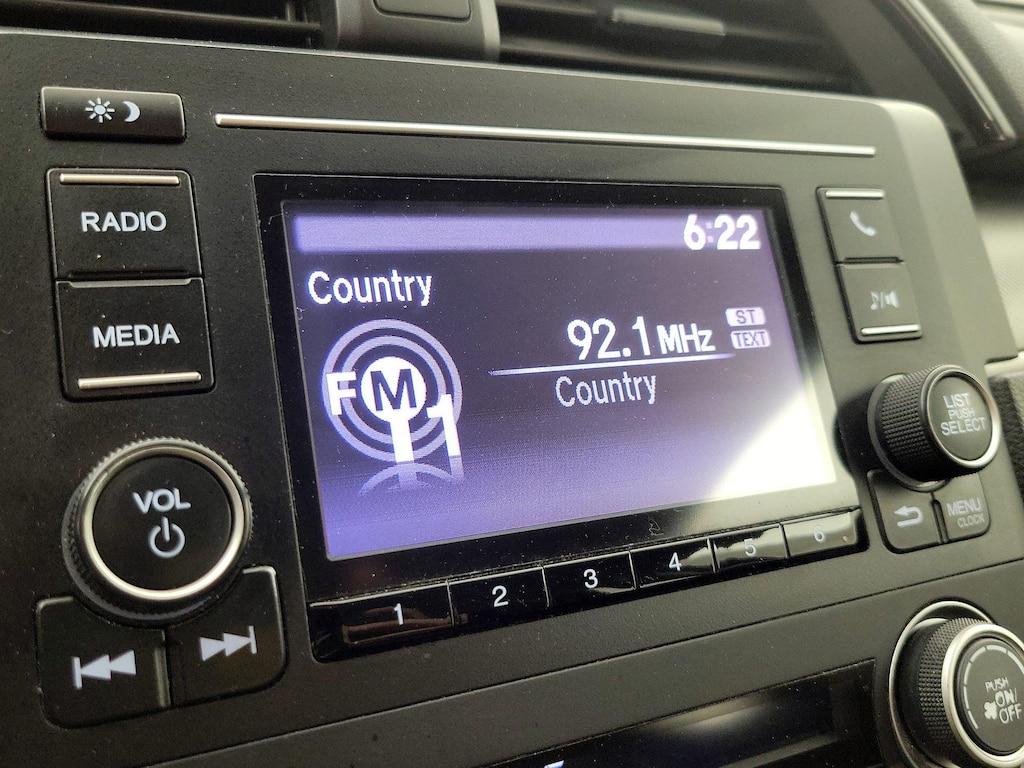 RADIO
MEDIA
VOL
6:22
Country
92.1 MHz
ST
TEXT
Country
FM1
1 2 3 4 5 6
LIST
PUSH
SELECT
MENU
CLOCK
PUSH
ON/
OFF